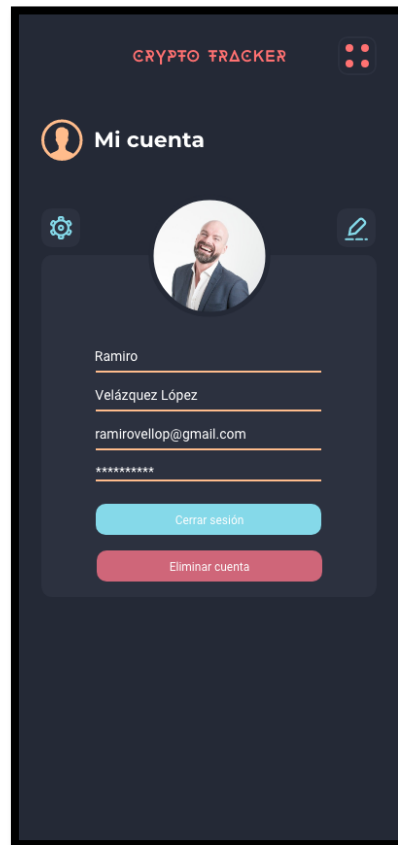 CRYPTO TRACKER
Mi cuenta
Ramiro
Velázquez López
ramirovellop@gmail.com
**********
Cerrar sesión
Eliminar cuenta